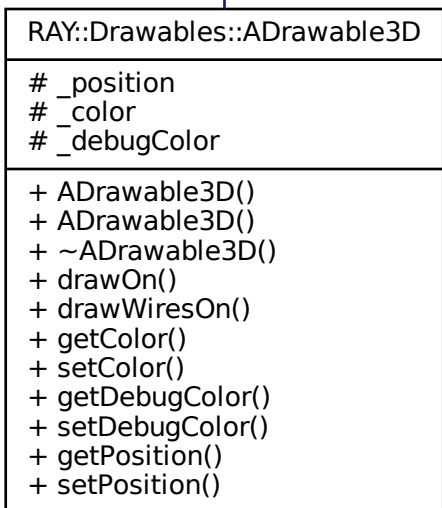 RAY::Drawables::ADrawable3D
# _position
# _color
# _debugColor
+ ADrawable3D()
+ ADrawable3D()
+ ~ADrawable3D()
+ drawOn()
+ drawWiresOn()
+ getColor()
+ setColor()
+ getDebugColor()
+ setDebugColor()
+ getPosition()
+ setPosition()